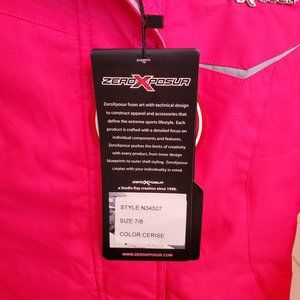 ZEROXPOSUR
ZeroXposur fuses art with technical design
to construct apparel and accessories that
define the extreme sports lifestyle. Each
product is crafted with a detailed focus on
individual components and features.
ZeroXposur pushes the limits of creativity
with every product, from inner design
blueprints to outer shell styling. ZeroXposur
creates with your individuality in mind.
ZEROXPOSUR
a Studio Ray creation since 1998.
STYLE:N34507
SIZE:7/8
COLOR:CERISE
WWW.ZEROXPOSUR.COM